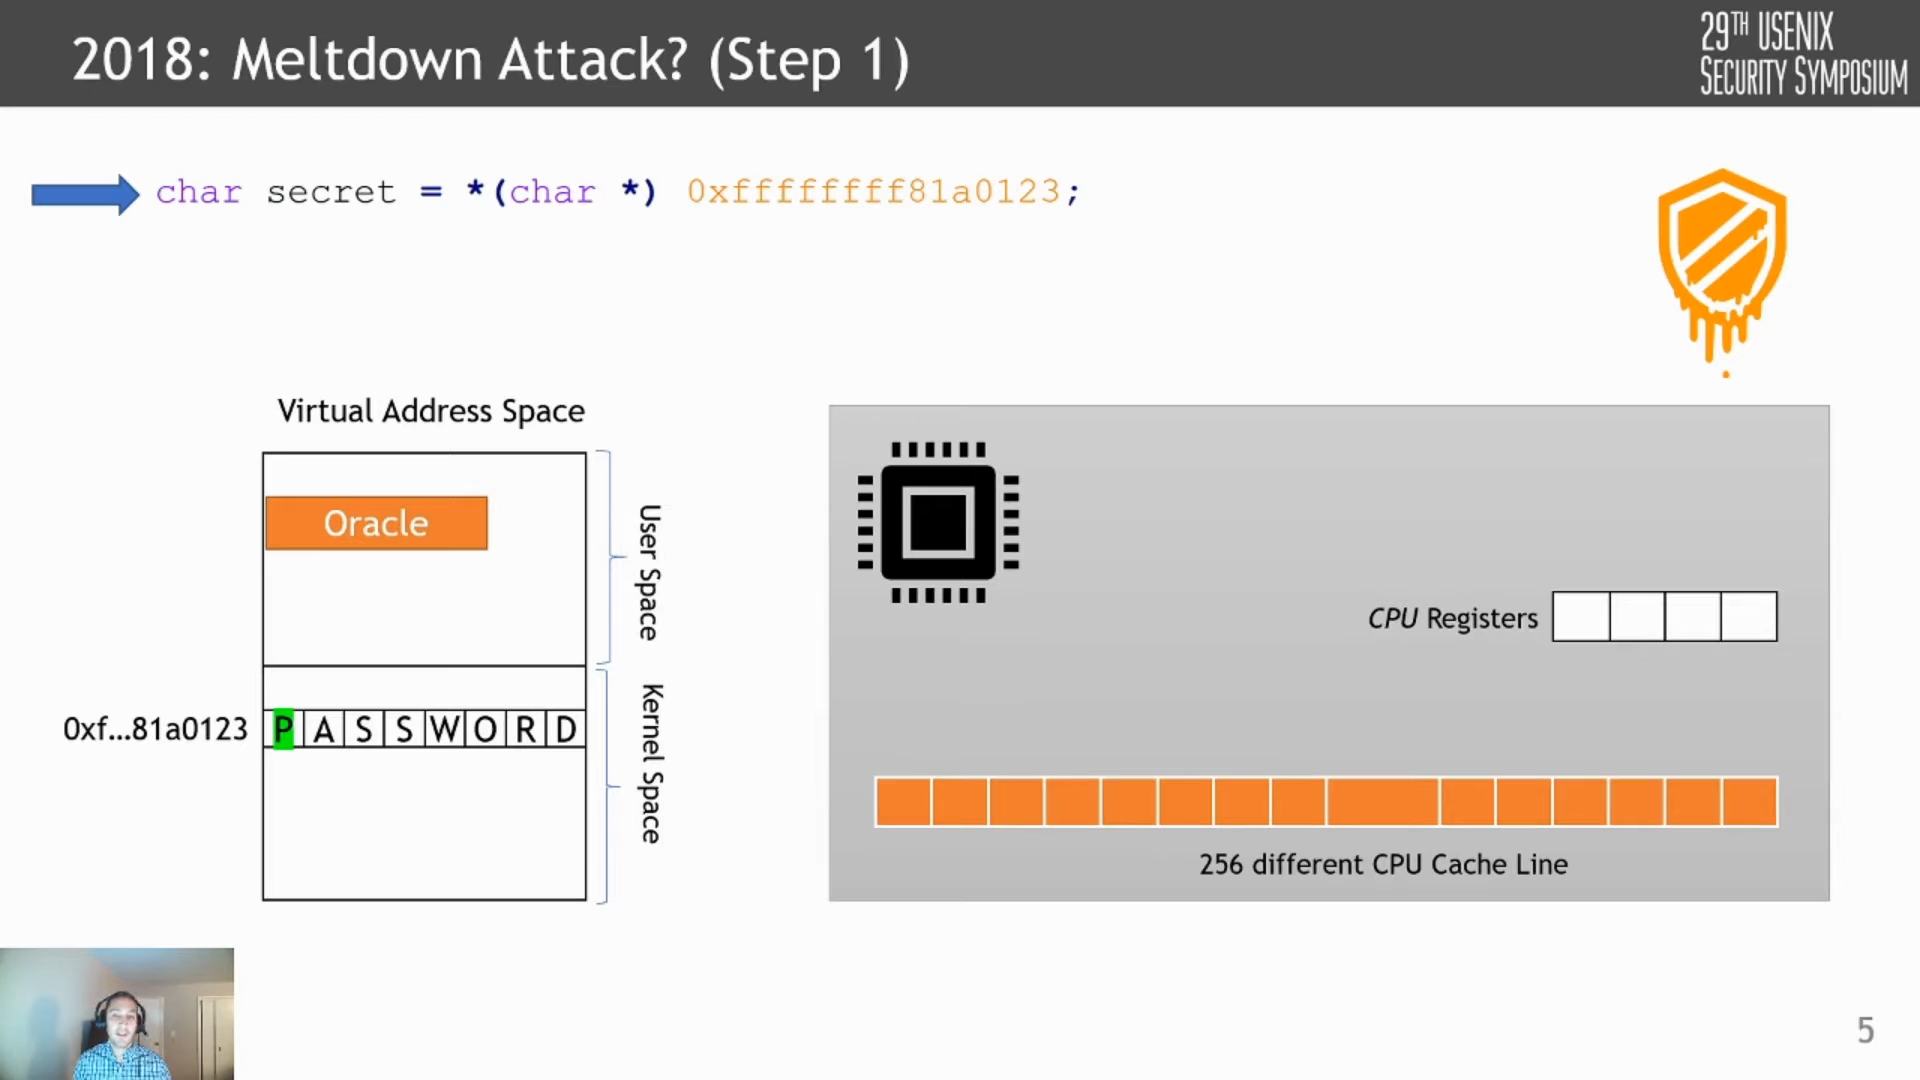 2018: Meltdown Attack? (Step 1)
29TH USENIX
SECURITY SYMPOSIUM
char secret = *(char *) 0xffffffff81a0123;
Virtual Address Space
Oracle
User Space
0xf...81a0123
P A S S W O R D
Kernel Space
CPU Registers
256 different CPU Cache Line
5